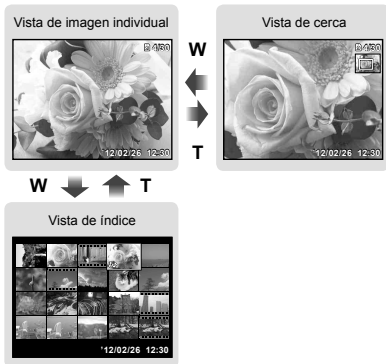 Vista de imagen individual
4/30
12/02/26 12:30
W
T
Vista de cerca
4/30
12/02/26 12:30
W T
Vista de índice
'12/02/26 12:30